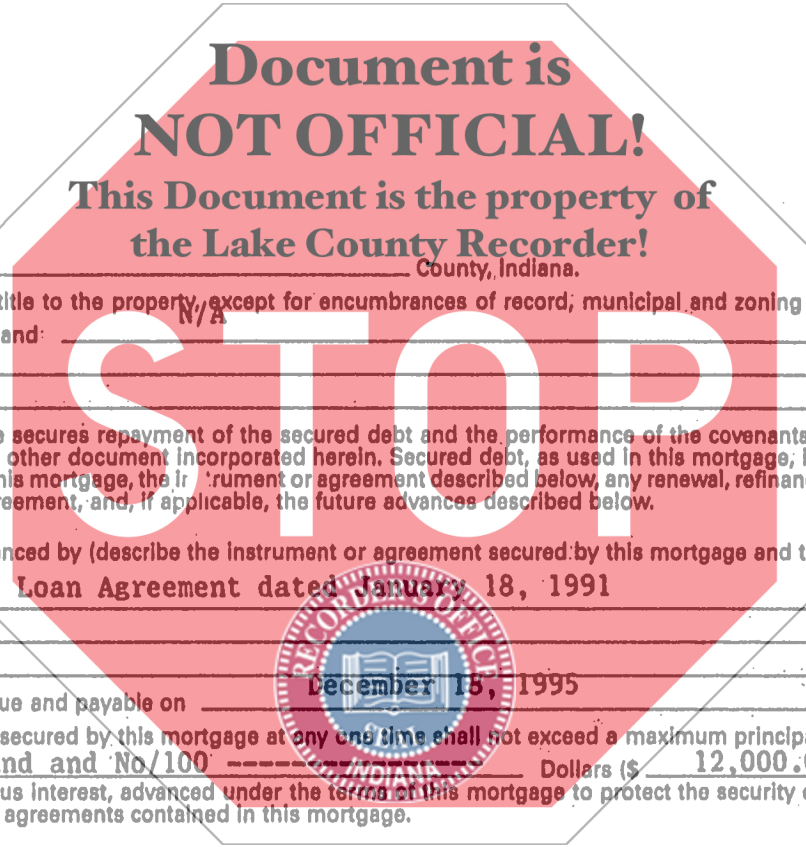 Document is
NOT OFFICIAL!
This Document is the property of
the Lake County Recorder!
County, Indiana.
title to the property, except for encumbrances of record, municipal and zoning
N/A
and:
STOP
secures repayment of the secured debt and the performance of the covenants
other document incorporated herein. Secured debt, as used in this mortgage,
his mortgage, the rument or agreement described below, any renewal, refinan
reement, and, if applicable, the future advances described below.
nced by (describe the instrument or agreement secured by this mortgage and t
Loan Agreement dated January 18, 1991
RECORDER'S OFFICE
December 18, 1995
ue and payable on
secured by this mortgage at any one time shall not exceed a maximum principa
nd and No/100 ---------------------- Dollars ($ 12,000.0
INDIANA
us interest, advanced under the terms of this mortgage to protect the security
agreements contained in this mortgage.